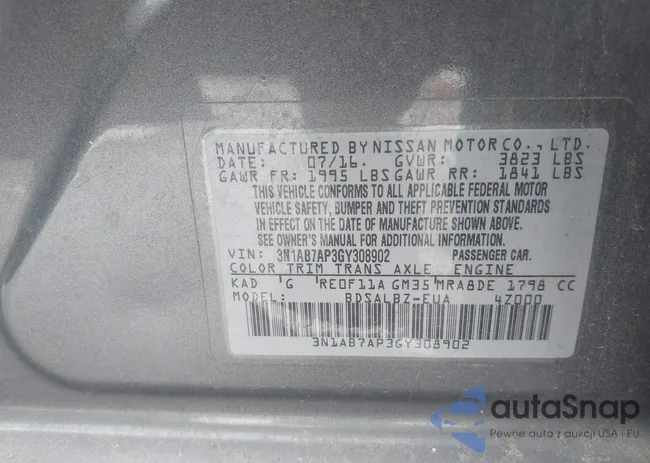 MANUFACTURED BY NISSAN MOTOR CO., LTD.
DATE: 07/16. GVWR: 3823 LBS
GAWR FR: 1995 LBS GAWR RR: 1841 LBS
THIS VEHICLE CONFORMS TO ALL APPLICABLE FEDERAL MOTOR
VEHICLE SAFETY, BUMPER AND THEFT PREVENTION STANDARDS
IN EFFECT ON THE DATE OF MANUFACTURE SHOWN ABOVE.
SEE OWNER'S MANUAL FOR ADDITIONAL INFORMATION.
VIN: 3N1AB7AP3GY308902 PASSENGER CAR.
COLOR TRIM TRANS AXLE ENGINE
KAD G RE0F11A GM35 MRA8DE 1798 CC
MODEL: BDSALBZ-EUA 4Z000
3N1AB7AP3GY308902
autoSnap
Pewne auta z aukcji USA i EU